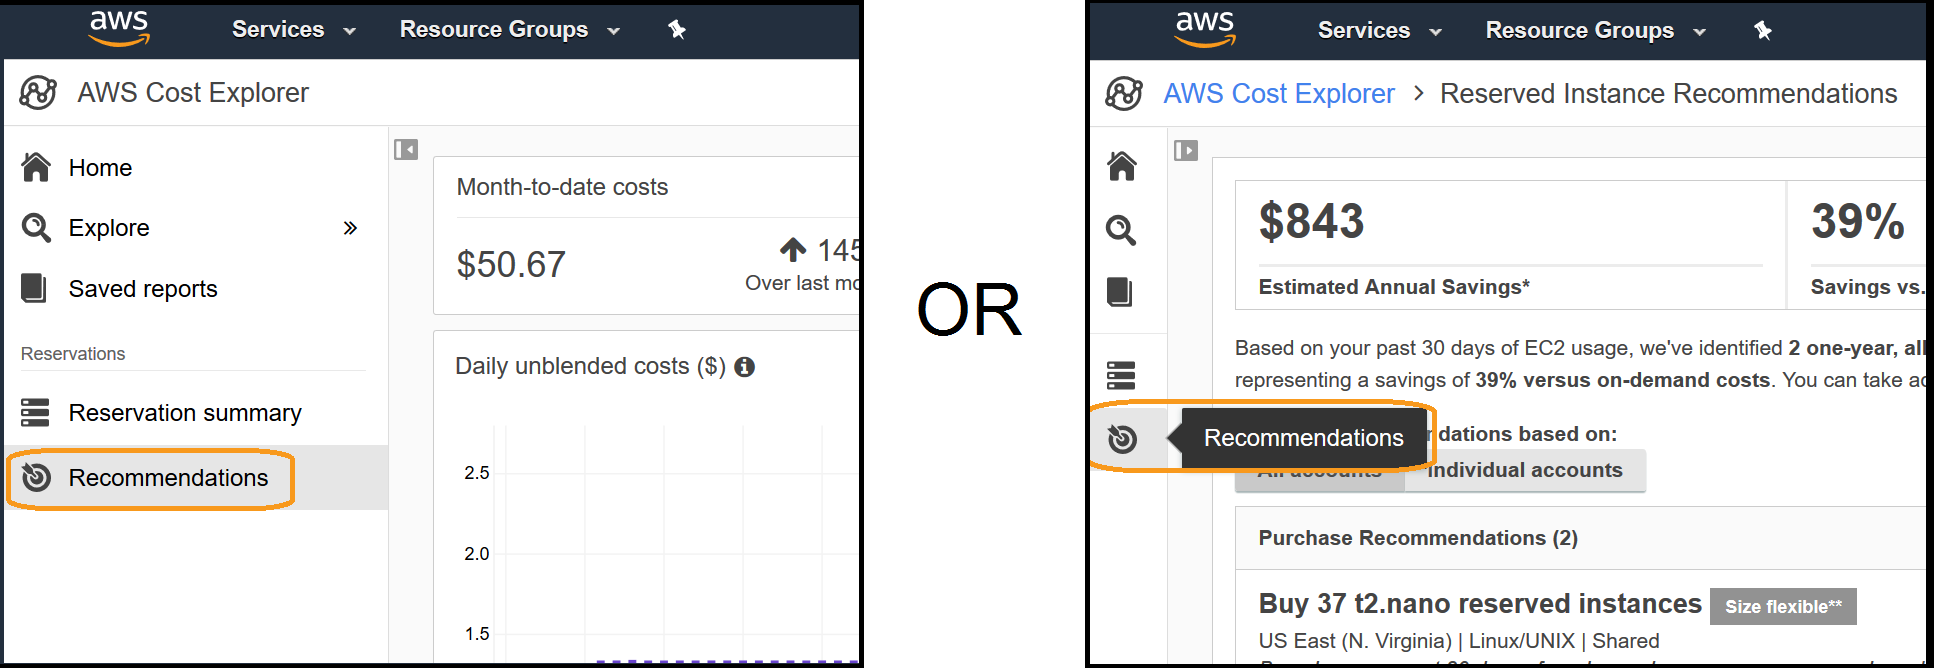 aws Services Resource Groups
AWS Cost Explorer
Home
Explore
Saved reports
Reservations
Reservation summary
Recommendations
Month-to-date costs
$50.67
145
Over last
Daily unblended costs ($)
2.5
2.0
1.5
OR
aws Services Resource Groups
AWS Cost Explorer > Reserved Instance Recommendations
$843
Estimated Annual Savings*
39%
Savings vs.
Based on your past 30 days of EC2 usage, we've identified 2 one-year, all
representing a savings of 39% versus on-demand costs. You can take
Recommendations
ndations based on:
All accounts Individual accounts
Purchase Recommendations (2)
Buy 37 t2.nano reserved instances Size flexible**
US East (N. Virginia) | Linux/UNIX | Shared